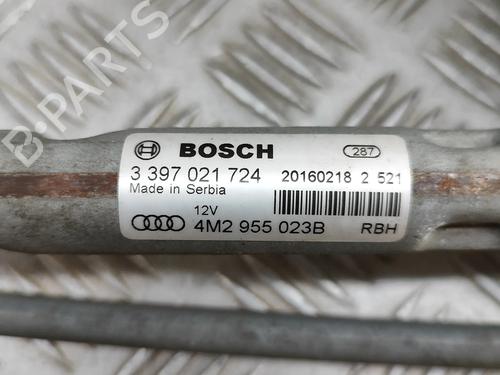 BOSCH 287
3 397 021 724 20160218 2 521
Made in Serbia
12V
4M2 955 023B RBH
B-PARTS